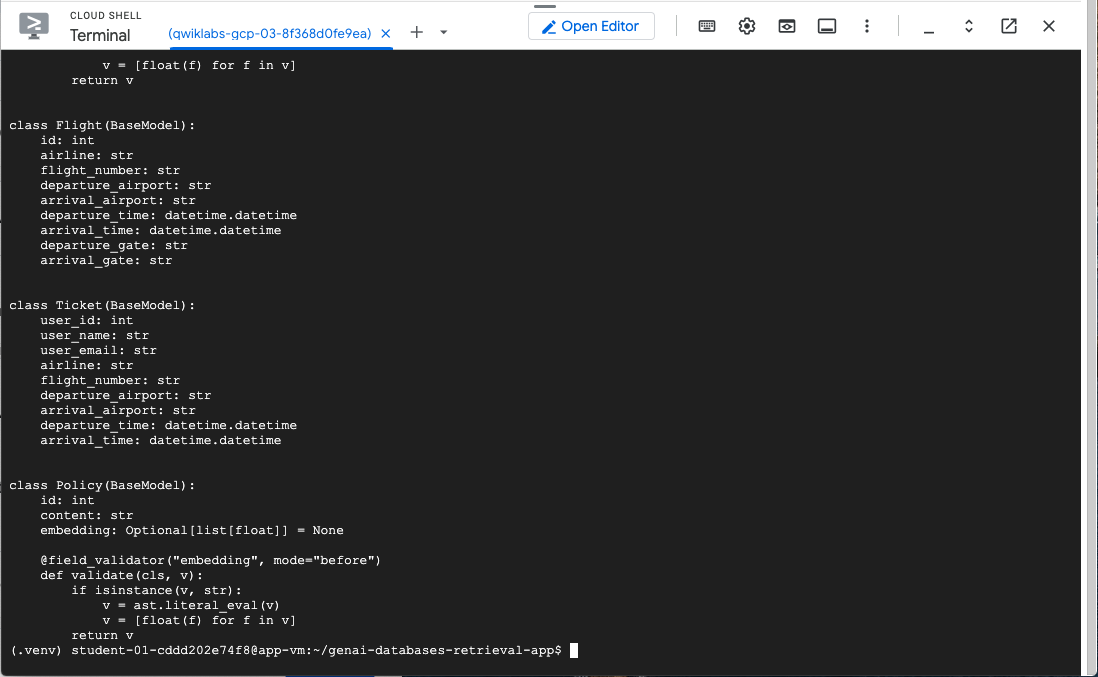 CLOUD SHELL
Terminal
(qwiklabs-gcp-03-8f368d0fe9ea)
Open Editor
            v = [float(f) for f in v]
        return v
class Flight(BaseModel):
    id: int
    airline: str
    flight_number: str
    departure_airport: str
    arrival_airport: str
    departure_time: datetime.datetime
    arrival_time: datetime.datetime
    departure_gate: str
    arrival_gate: str
class Ticket(BaseModel):
    user_id: int
    user_name: str
    user_email: str
    airline: str
    flight_number: str
    departure_airport: str
    arrival_airport: str
    departure_time: datetime.datetime
    arrival_time: datetime.datetime
class Policy(BaseModel):
    id: int
    content: str
    embedding: Optional[list[float]] = None
    @field_validator("embedding", mode="before")
    def validate(cls, v):
        if isinstance(v, str):
            v = ast.literal_eval(v)
            v = [float(f) for f in v]
        return v
(.venv) student-01-cddd202e74f8@app-vm:~/genai-databases-retrieval-app$